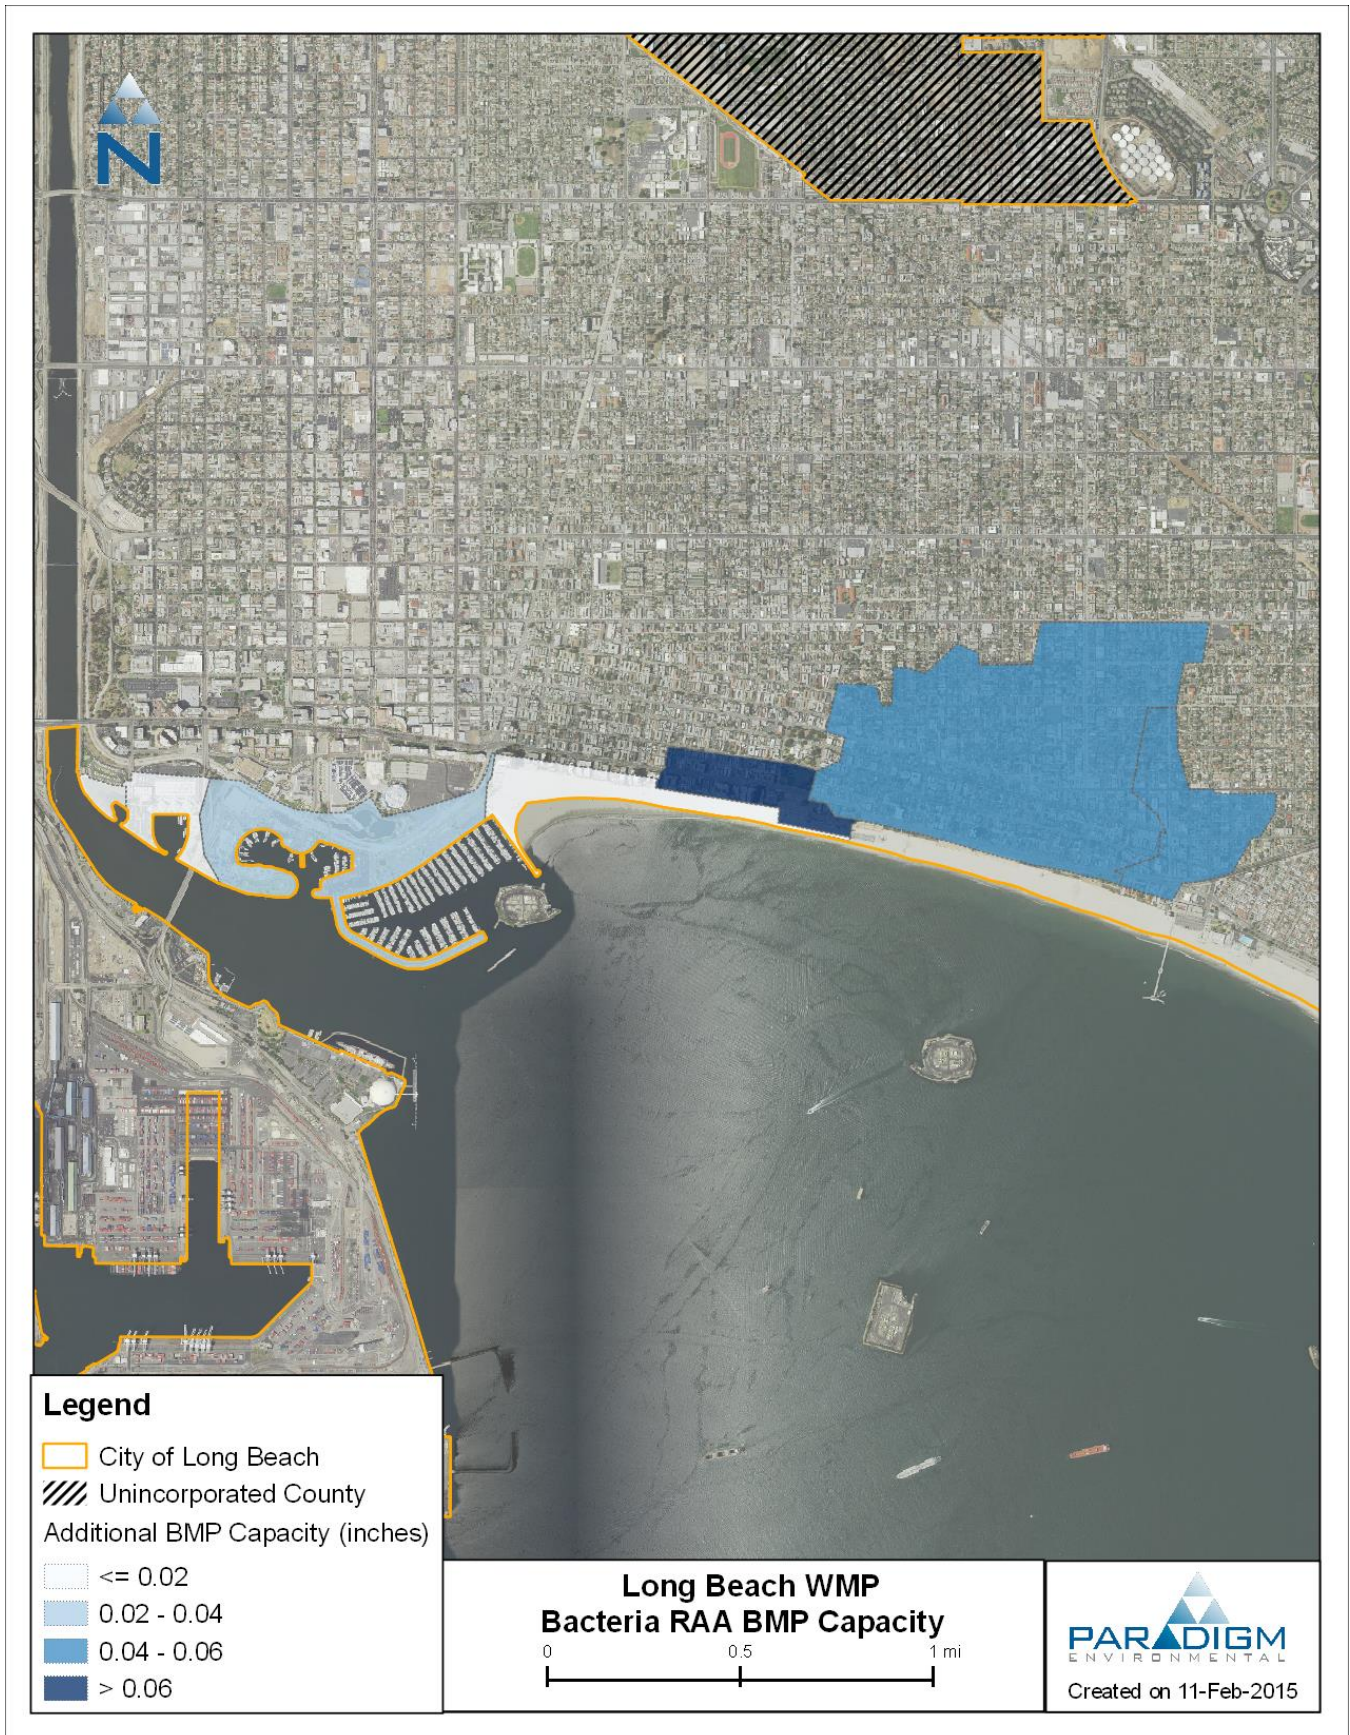 N
Legend
City of Long Beach
Unincorporated County
Additional BMP Capacity (inches)
<= 0.02
0.02 - 0.04
0.04 - 0.06
> 0.06
Long Beach WMP
Bacteria RAA BMP Capacity
0 0.5 1 mi
PARADIGM
ENVIRONMENTAL
Created on 11-Feb-2015